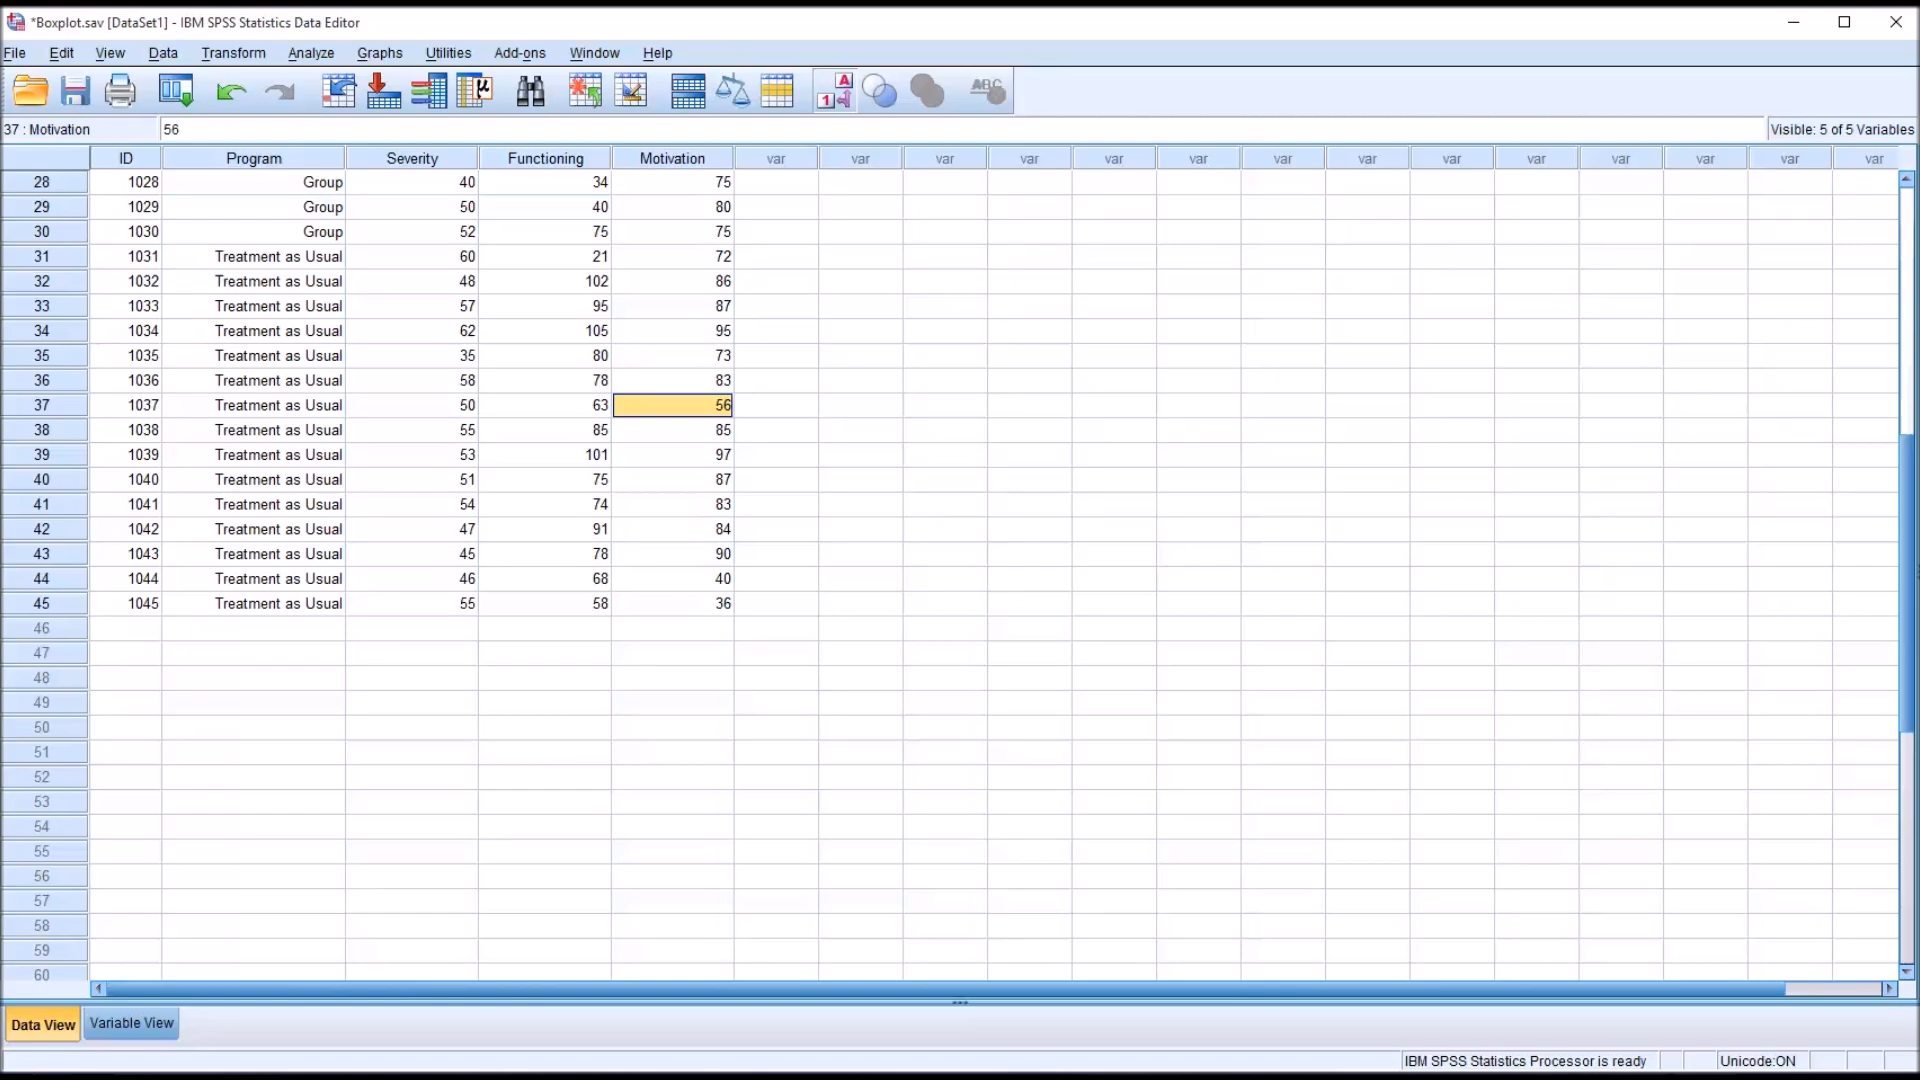 *Boxplot.sav [DataSet1] - IBM SPSS Statistics Data Editor
File Edit View Data Transform Analyze Graphs Utilities Add-ons Window Help
37 : Motivation 56 Visible: 5 of 5 Variables
ID Program Severity Functioning Motivation var var var var var var var var var var var var var var
28 1028 Group 40 34 75
29 1029 Group 50 40 80
30 1030 Group 52 75 75
31 1031 Treatment as Usual 60 21 72
32 1032 Treatment as Usual 48 102 86
33 1033 Treatment as Usual 57 95 87
34 1034 Treatment as Usual 62 105 95
35 1035 Treatment as Usual 35 80 73
36 1036 Treatment as Usual 58 78 83
37 1037 Treatment as Usual 50 63 56
38 1038 Treatment as Usual 55 85 85
39 1039 Treatment as Usual 53 101 97
40 1040 Treatment as Usual 51 75 87
41 1041 Treatment as Usual 54 74 83
42 1042 Treatment as Usual 47 91 84
43 1043 Treatment as Usual 45 78 90
44 1044 Treatment as Usual 46 68 40
45 1045 Treatment as Usual 55 58 36
46
47
48
49
50
51
52
53
54
55
56
57
58
59
60
Data View Variable View
IBM SPSS Statistics Processor is ready Unicode:ON